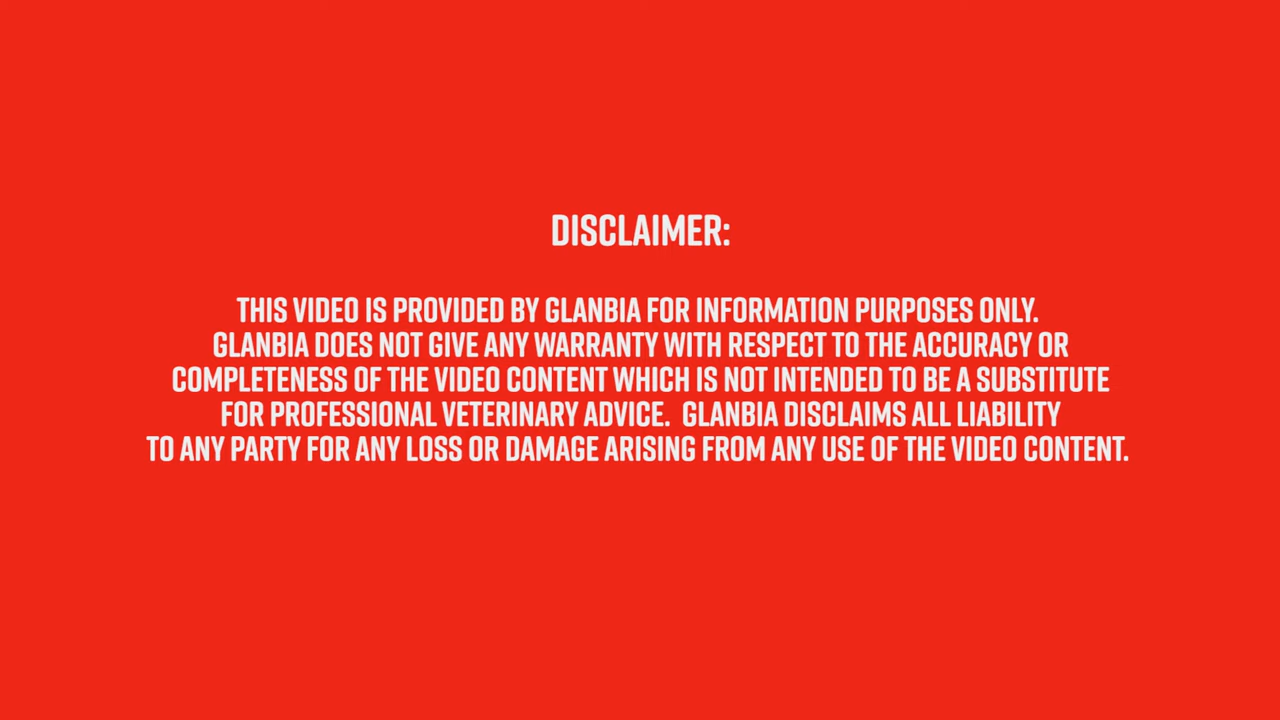 DISCLAIMER:
THIS VIDEO IS PROVIDED BY GLANBIA FOR INFORMATION PURPOSES ONLY.
GLANBIA DOES NOT GIVE ANY WARRANTY WITH RESPECT TO THE ACCURACY OR
COMPLETENESS OF THE VIDEO CONTENT WHICH IS NOT INTENDED TO BE A SUBSTITUTE
FOR PROFESSIONAL VETERINARY ADVICE.  GLANBIA DISCLAIMS ALL LIABILITY
TO ANY PARTY FOR ANY LOSS OR DAMAGE ARISING FROM ANY USE OF THE VIDEO CONTENT.